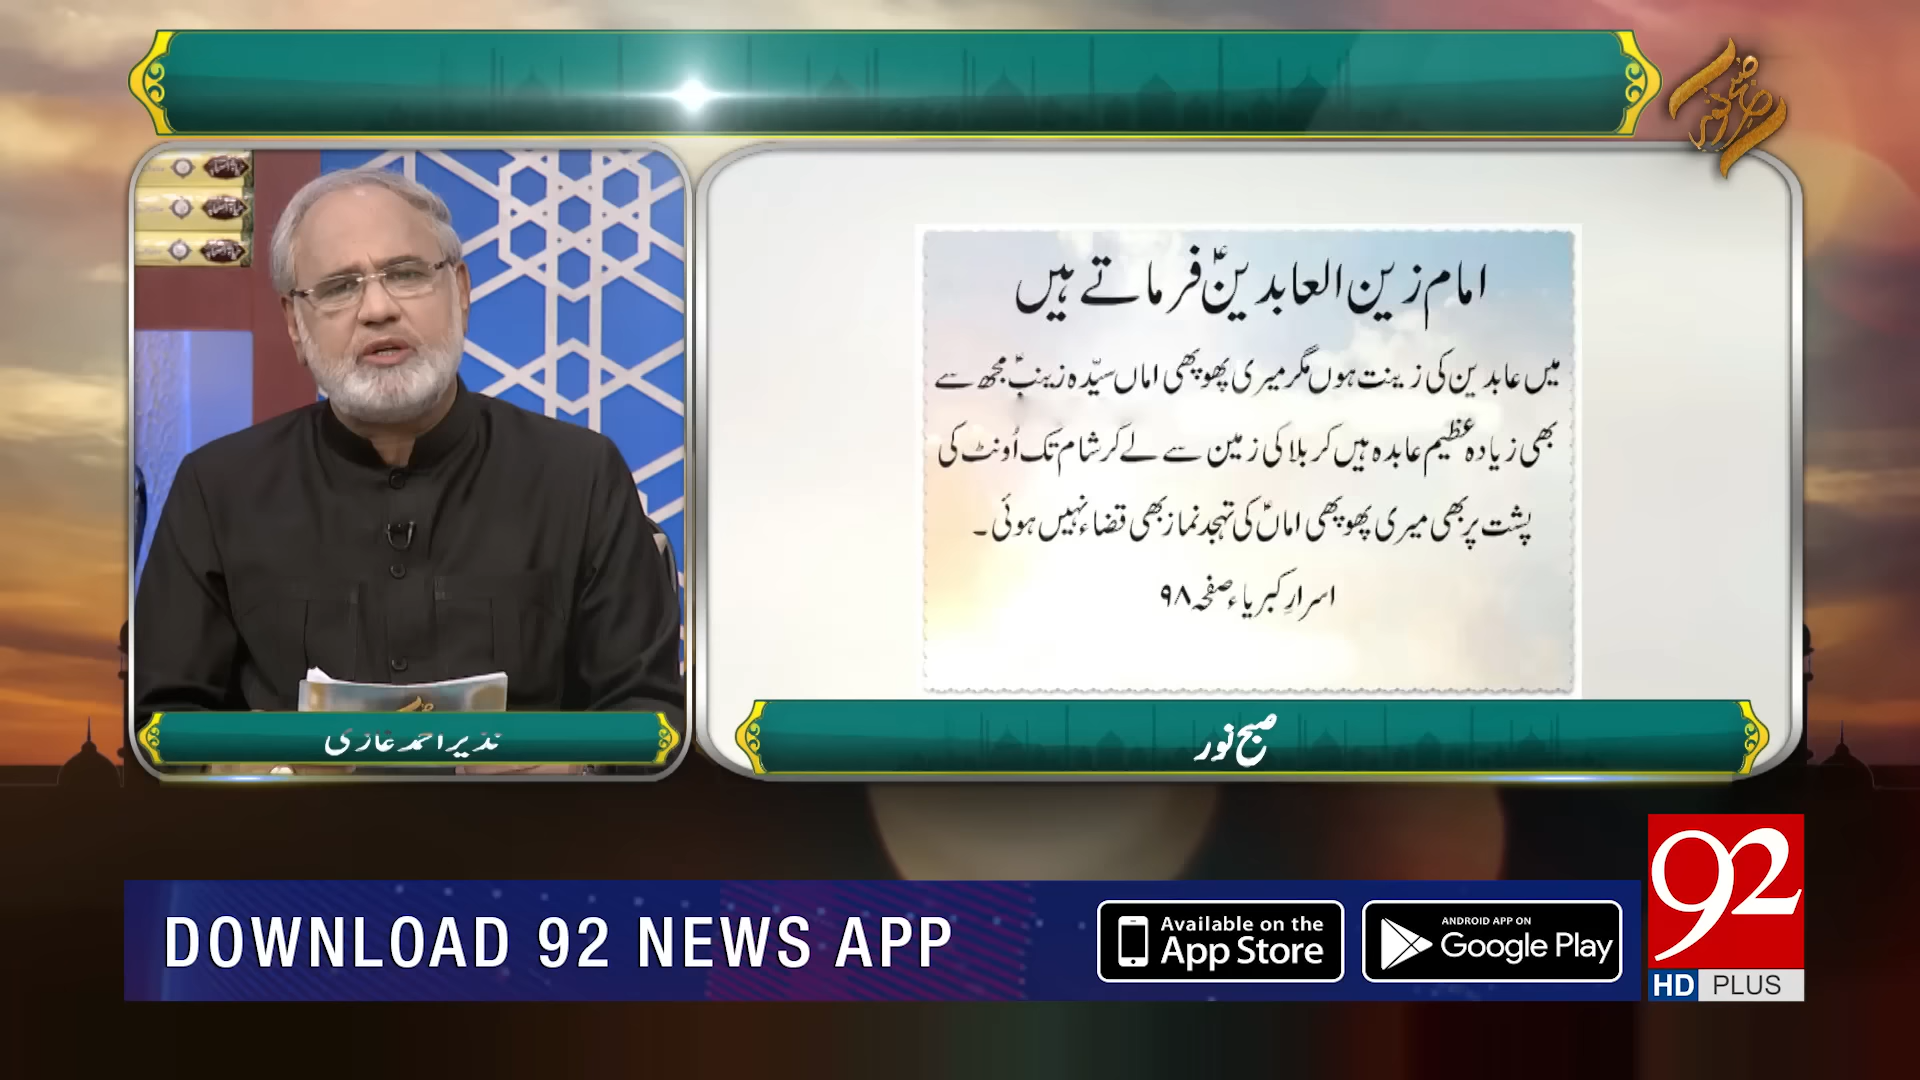 امام زین العابدینؑ فرماتے ہیں
میں عابدین کی زینت ہوں مگر میری پھوپھی اماں سیّدہ زینبؑ مجھ سے
بھی زیادہ عظیم عابدہ ہیں کربلا کی زمین سے لے کر شام تک اُونٹ کی
پشت پر بھی میری پھوپھی اماںؑ کی تہجد نماز بھی قضاء نہیں ہوئی۔
اسرارِ کبریاء صفحہ ۹۸
نذیر احمد غازی
صبح نور
DOWNLOAD 92 NEWS APP
Available on the
App Store
ANDROID APP ON
Google Play
92
HD PLUS